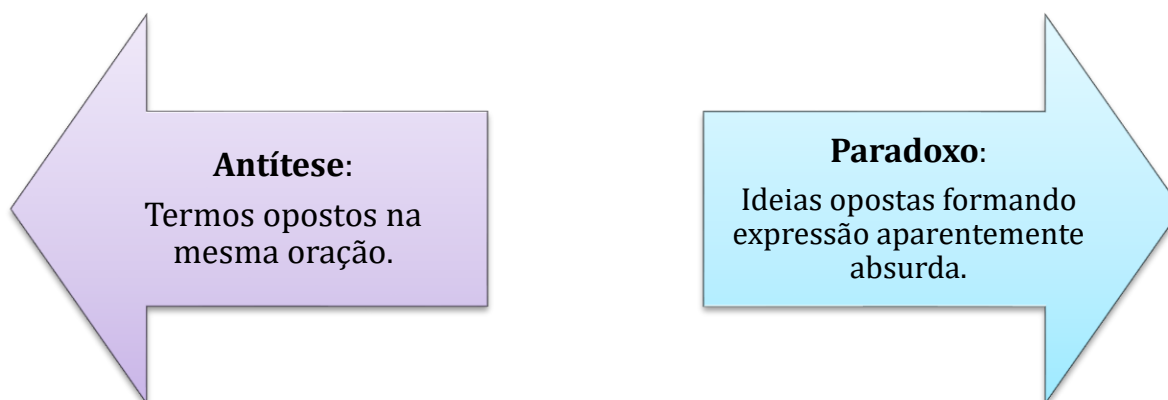 Antítese:
Termos opostos na
mesma oração.
Paradoxo:
Ideias opostas formando
expressão aparentemente
absurda.